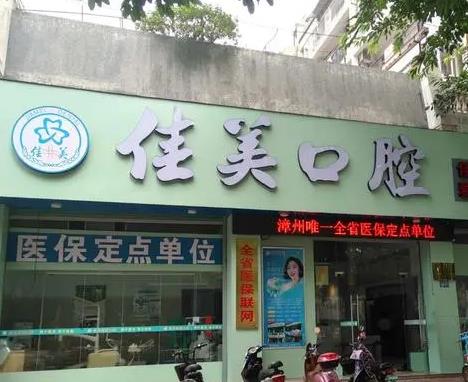 佳美
佳美口腔
漳州唯一全省医保定点单位
医保定点单位
全省医保联网